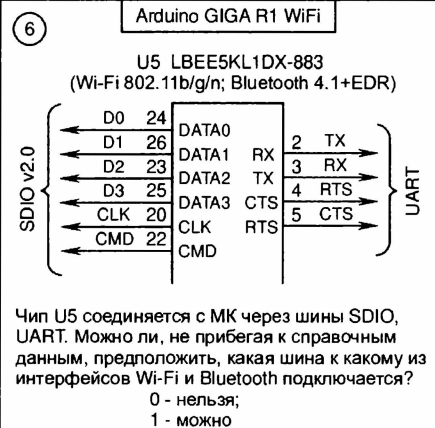 6
Arduino GIGA R1 WiFi
U5 LBEE5KL1DX-883
(Wi-Fi 802.11b/g/n; Bluetooth 4.1+EDR)
SDIO v2.0
D0 24 DATA0
D1 26 DATA1 RX 2 TX
D2 23 DATA2 TX 3 RX
D3 25 DATA3 CTS 4 RTS
CLK 20 CLK RTS 5 CTS
CMD 22 CMD
UART
Чип U5 соединяется с МК через шины SDIO,
UART. Можно ли, не прибегая к справочным
данным, предположить, какая шина к какому из
интерфейсов Wi-Fi и Bluetooth подключается?
0 - нельзя;
1 - можно